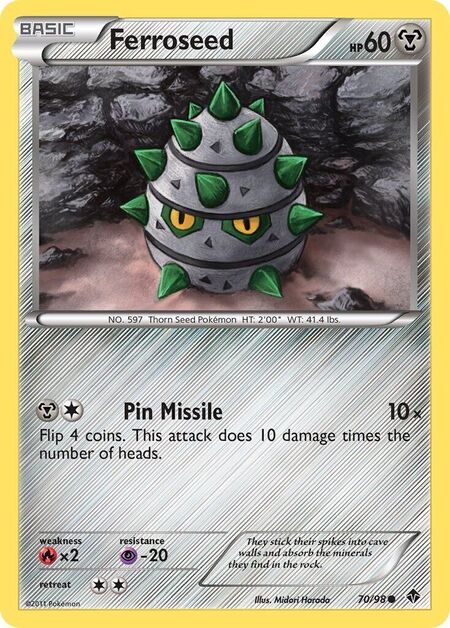 BASIC
Ferroseed
HP60
NO. 597 Thorn Seed Pokémon HT: 2'00" WT: 41.4 lbs.
Pin Missile 10×
Flip 4 coins. This attack does 10 damage times the
number of heads.
weakness
×2
resistance
-20
retreat
They stick their spikes into cave
walls and absorb the minerals
they find in the rock.
©2011 Pokémon
Illus. Midori Harada
70/98